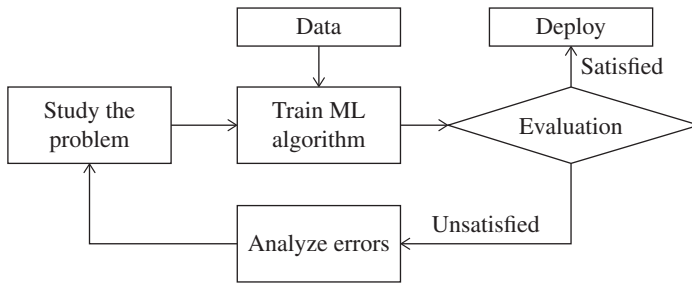 Data
Deploy
Satisfied
Study the
problem
Train ML
algorithm
Evaluation
Unsatisfied
Analyze errors